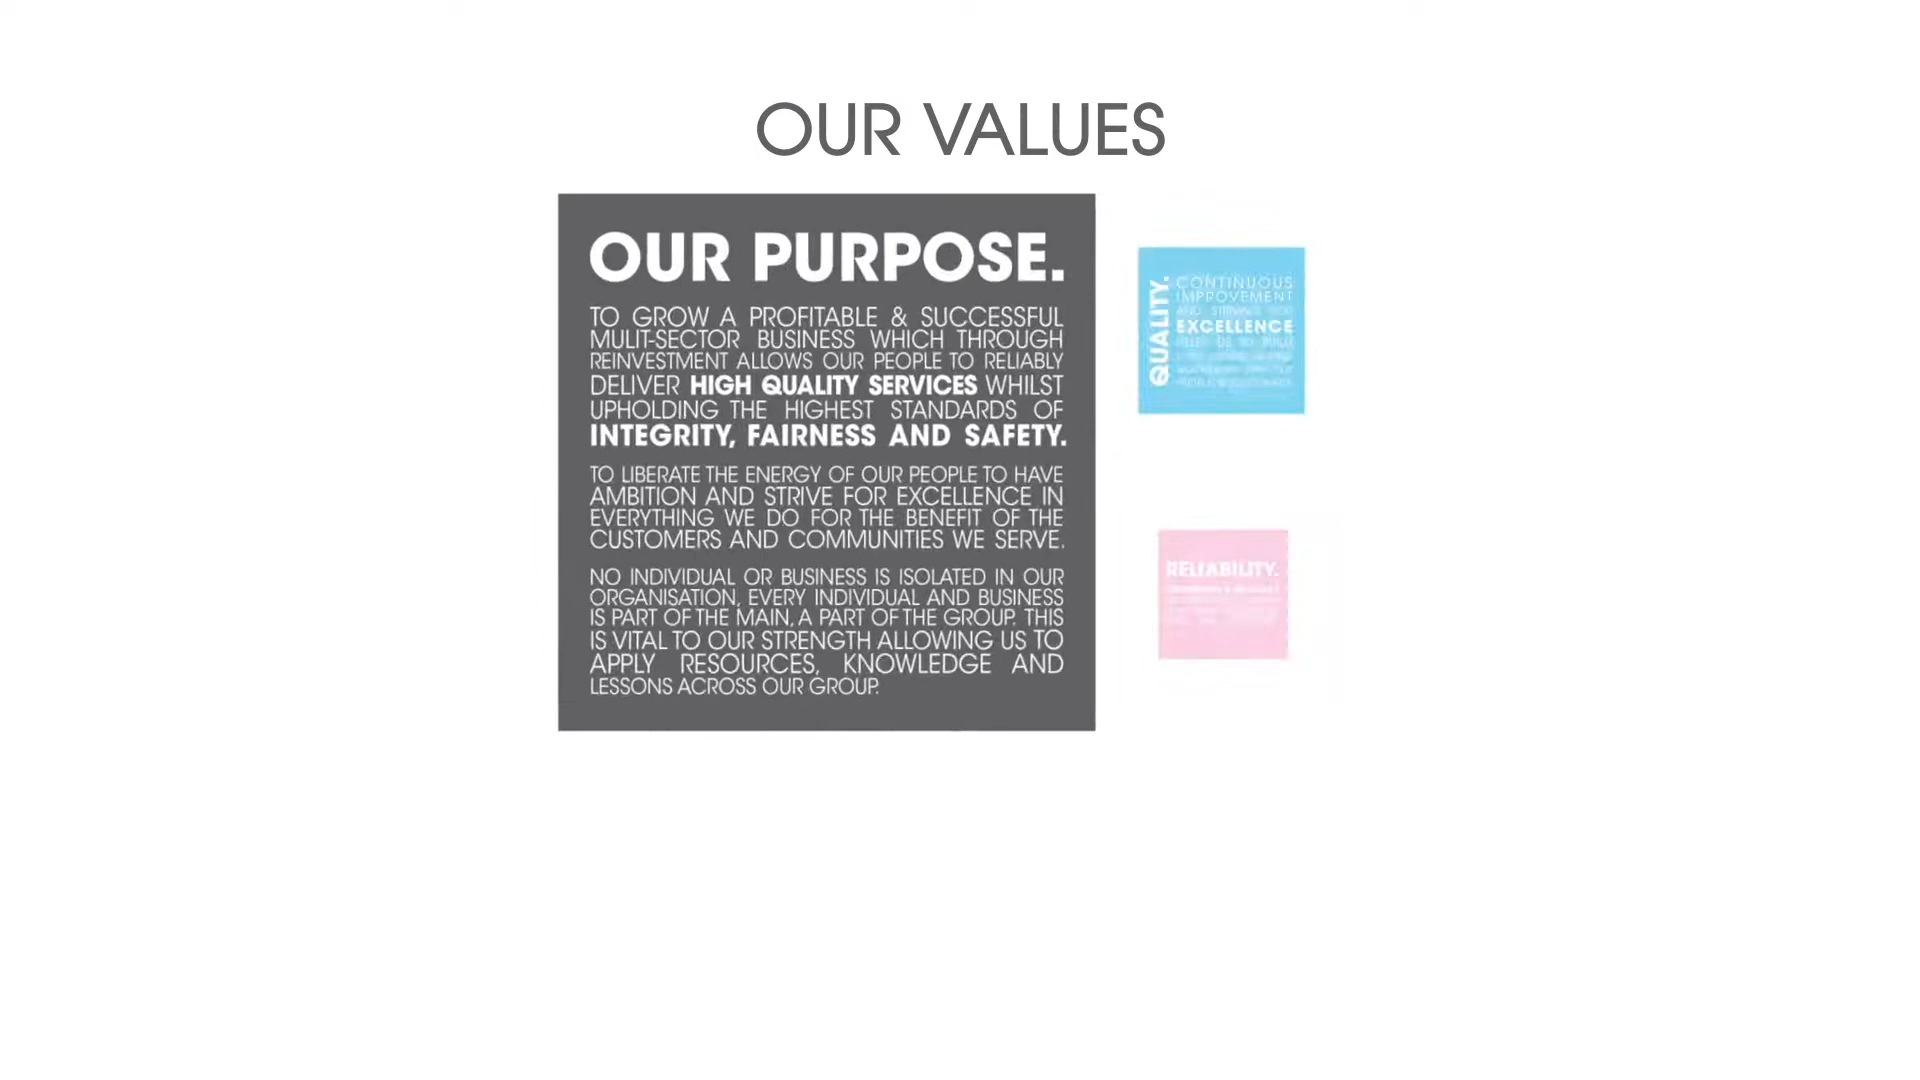 OUR VALUES
OUR PURPOSE.
TO GROW A PROFITABLE & SUCCESSFUL
MULIT-SECTOR BUSINESS WHICH THROUGH
REINVESTMENT ALLOWS OUR PEOPLE TO RELIABLY
DELIVER HIGH QUALITY SERVICES WHILST
UPHOLDING THE HIGHEST STANDARDS OF
INTEGRITY, FAIRNESS AND SAFETY.
TO LIBERATE THE ENERGY OF OUR PEOPLE TO HAVE
AMBITION AND STRIVE FOR EXCELLENCE IN
EVERYTHING WE DO FOR THE BENEFIT OF THE
CUSTOMERS AND COMMUNITIES WE SERVE.
NO INDIVIDUAL OR BUSINESS IS ISOLATED IN OUR
ORGANISATION, EVERY INDIVIDUAL AND BUSINESS
IS PART OF THE MAIN, A PART OF THE GROUP. THIS
IS VITAL TO OUR STRENGTH ALLOWING US TO
APPLY RESOURCES, KNOWLEDGE AND
LESSONS ACROSS OUR GROUP.
QUALITY.
CONTINUOUS
IMPROVEMENT
EXCELLENCE
RELIABILITY.